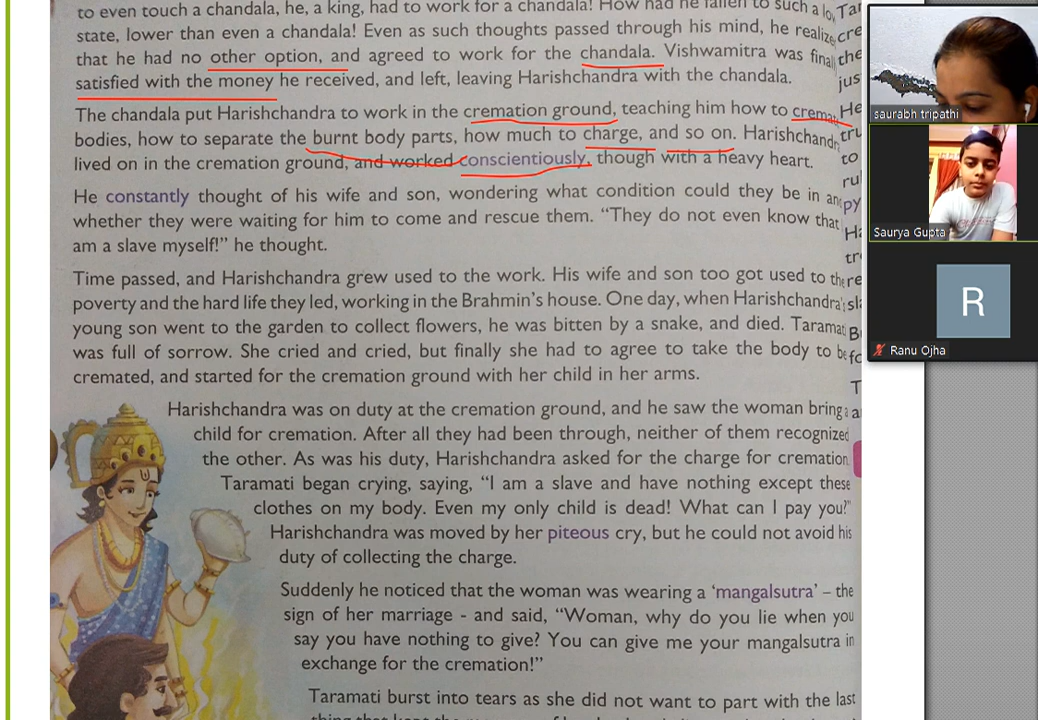 to even touch a chandala, he, a king, had to work for a chandala! How had he fallen to such a
state, lower than even a chandala! Even as such thoughts passed through his mind, he realize
that he had no other option, and agreed to work for the chandala. Vishwamitra was final
satisfied with the money he received, and left, leaving Harishchandra with the chandala.
The chandala put Harishchandra to work in the cremation ground, teaching him how to
bodies, how to separate the burnt body parts, how much to charge, and so on. Harishchand
lived on in the cremation ground, and worked conscientiously, though with a heavy heart.
He constantly thought of his wife and son, wondering what condition could they be in an
whether they were waiting for him to come and rescue them. “They do not even know that
am a slave myself!” he thought.
Time passed, and Harishchandra grew used to the work. His wife and son too got used to the
poverty and the hard life they led, working in the Brahmin’s house. One day, when Harishchandra’
young son went to the garden to collect flowers, he was bitten by a snake, and died. Taramat
was full of sorrow. She cried and cried, but finally she had to agree to take the body to be
cremated, and started for the cremation ground with her child in her arms.
Harishchandra was on duty at the cremation ground, and he saw the woman bring a
child for cremation. After all they had been through, neither of them recognized
the other. As was his duty, Harishchandra asked for the charge for cremation
Taramati began crying, saying, “I am a slave and have nothing except these
clothes on my body. Even my only child is dead! What can I pay you?”
Harishchandra was moved by her piteous cry, but he could not avoid his
duty of collecting the charge.
Suddenly he noticed that the woman was wearing a ‘mangalsutra’ – the
sign of her marriage - and said, “Woman, why do you lie when you
say you have nothing to give? You can give me your mangalsutra in
exchange for the cremation!”
Taramati burst into tears as she did not want to part with the last
Tar
cre
the
jus
He
tru
to
rul
py
Ha
tre
re
sla
B
fo
T
a
saurabh tripathi
Saurya Gupta
R
Ranu Ojha